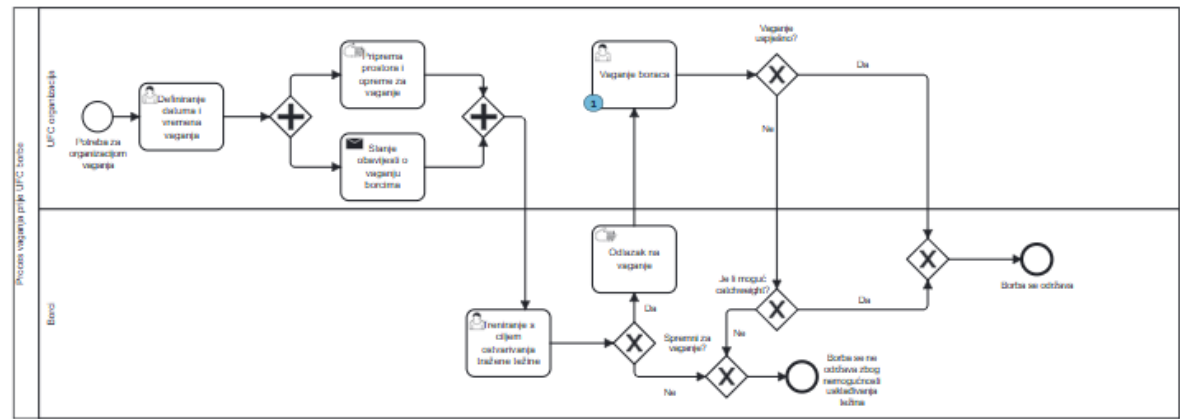 Proces vaganja prije UFC borbe
UFC organizacija
Potreba za
organizacijom
vaganja
Definiranje
datuma i
vremena
vaganja
Priprema
prostora i
opreme za
vaganje
Slanje
obavijesti o
vaganju
borcima
Vaganje boraca
1
Vaganje
uspješno?
Da
Ne
Borci
Treniranje s
ciljem
ostvarivanja
tražene težine
Odlazak na
vaganje
Da
Spremni za
vaganje?
Ne
Je li moguć
catchweight?
Da
Ne
Borba se održava
Borba se ne
održava zbog
nemogućnosti
usklađivanja
težine